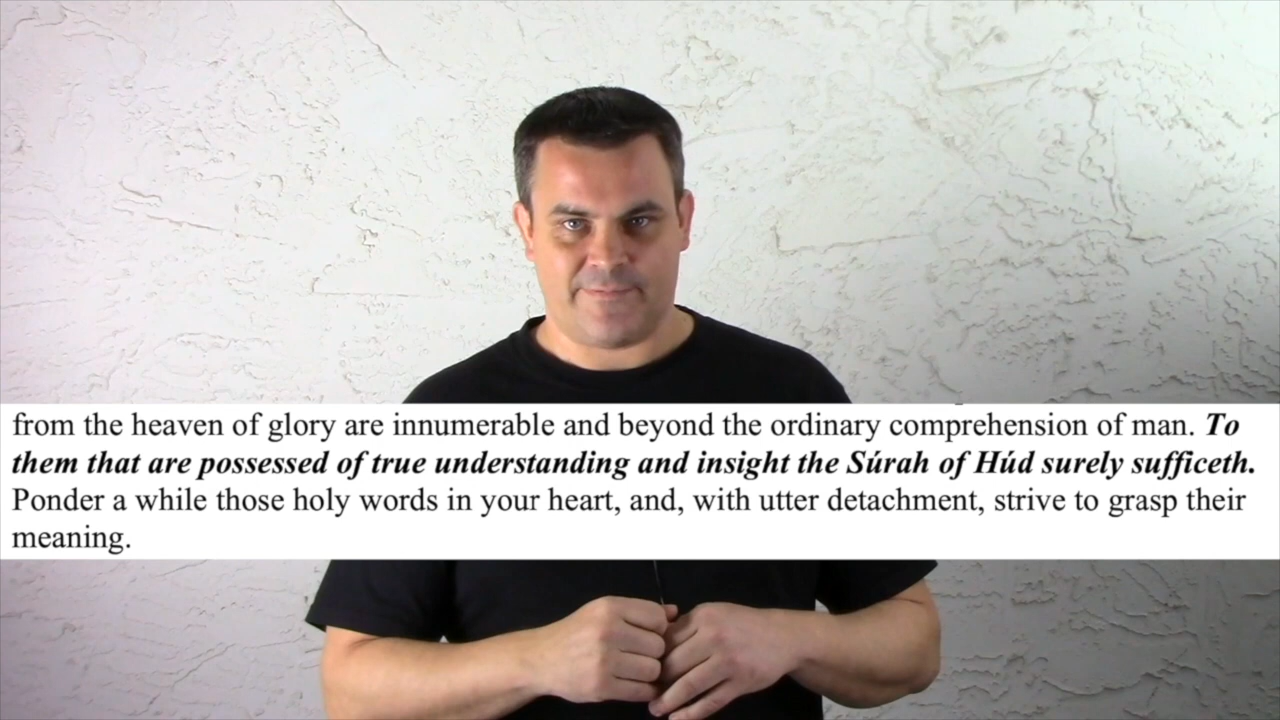 from the heaven of glory are innumerable and beyond the ordinary comprehension of man. To
them that are possessed of true understanding and insight the Súrah of Húd surely sufficeth.
Ponder a while those holy words in your heart, and, with utter detachment, strive to grasp their
meaning.